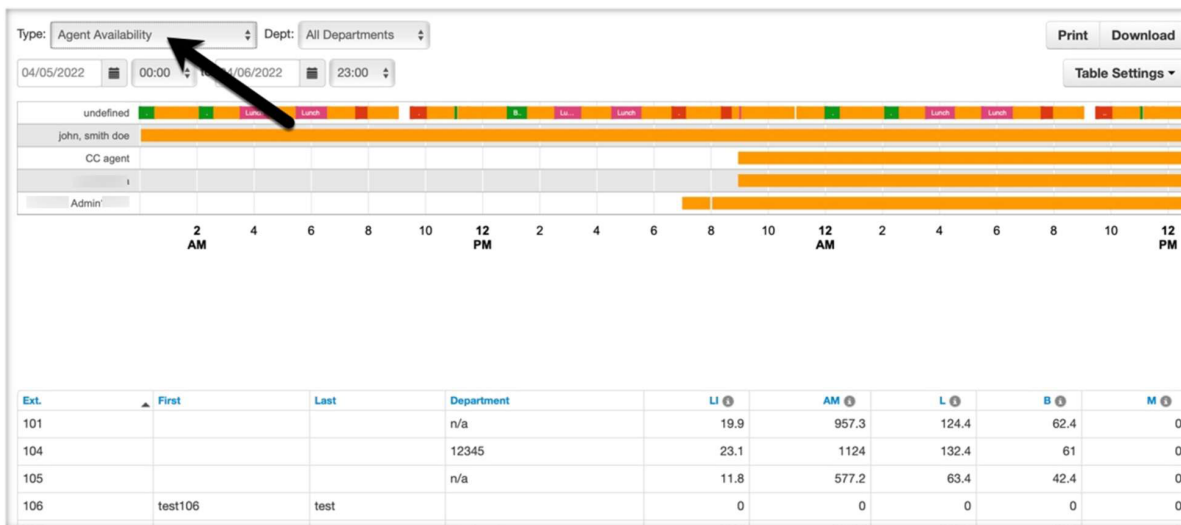 Type: Agent Availability Dept: All Departments Print Download
04/05/2022 00:00 /06/2022 23:00 Table Settings
undefined Lunch Lunch B.. Lu... Lunch Lunch Lunch
john, smith doe
CC agent
Admin'
2 AM 4 6 8 10 12 PM 2 4 6 8 10 12 AM 2 4 6 8 10 12 PM
Ext. First Last Department LI AM L B M
101 n/a 19.9 957.3 124.4 62.4 0
104 12345 23.1 1124 132.4 61 0
105 n/a 11.8 577.2 63.4 42.4 0
106 test106 test 0 0 0 0 0